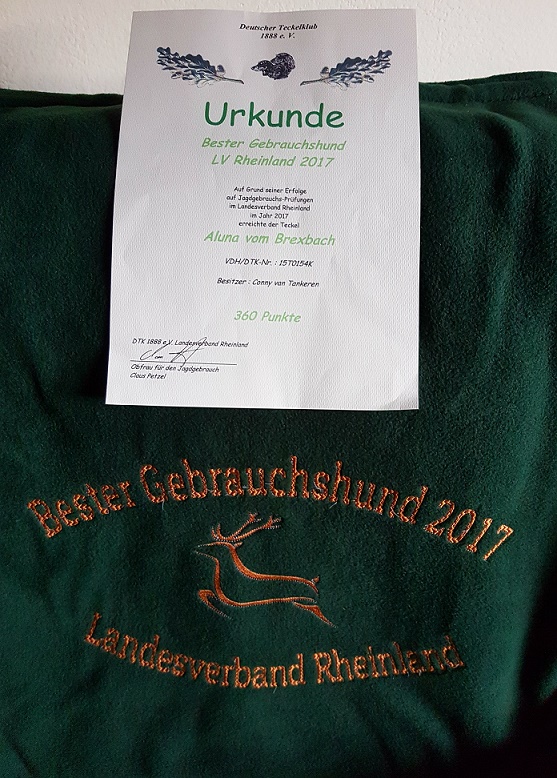 Deutscher Teckelklub
1888 e. V.
Urkunde
Bester Gebrauchshund
LV Rheinland 2017
Auf Grund seiner Erfolge
auf Jagdgebrauchs-Prüfungen
im Landesverband Rheinland
im Jahr 2017
erreichte der Teckel
Aluna vom Brexbach
VDH/DTK-Nr. : 15T0154K
Besitzer : Conny van Tankeren
360 Punkte
DTK 1888 e.V. Landesverband Rheinland
Obfrau für den Jagdgebrauch
Claus Petzel
Bester Gebrauchshund 2017
Landesverband Rheinland